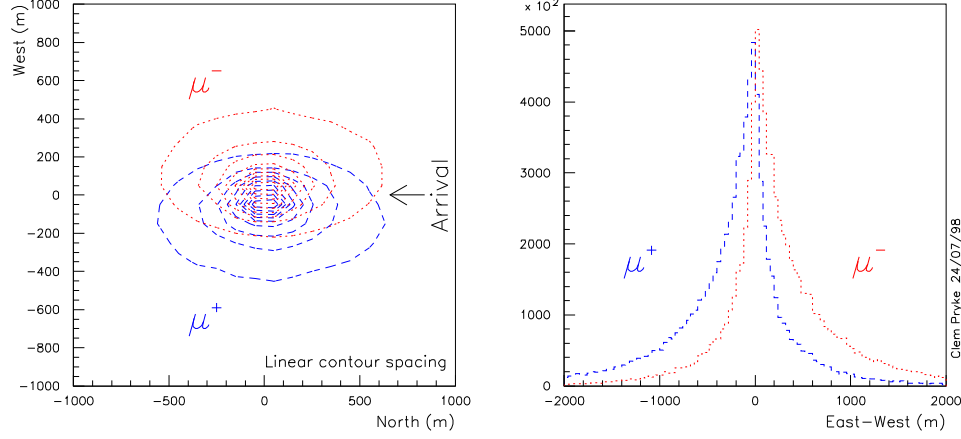 West (m)
1000
800
600
400
200
0
−200
−400
−600
−800
−1000
μ−
μ+
Arrival
Linear contour spacing
−1000
−500
0
500
1000
North (m)
× 10²
5000
4000
3000
2000
1000
0
μ+
μ−
−2000
−1000
0
1000
2000
East−West (m)
Clem Pryke 24/07/98